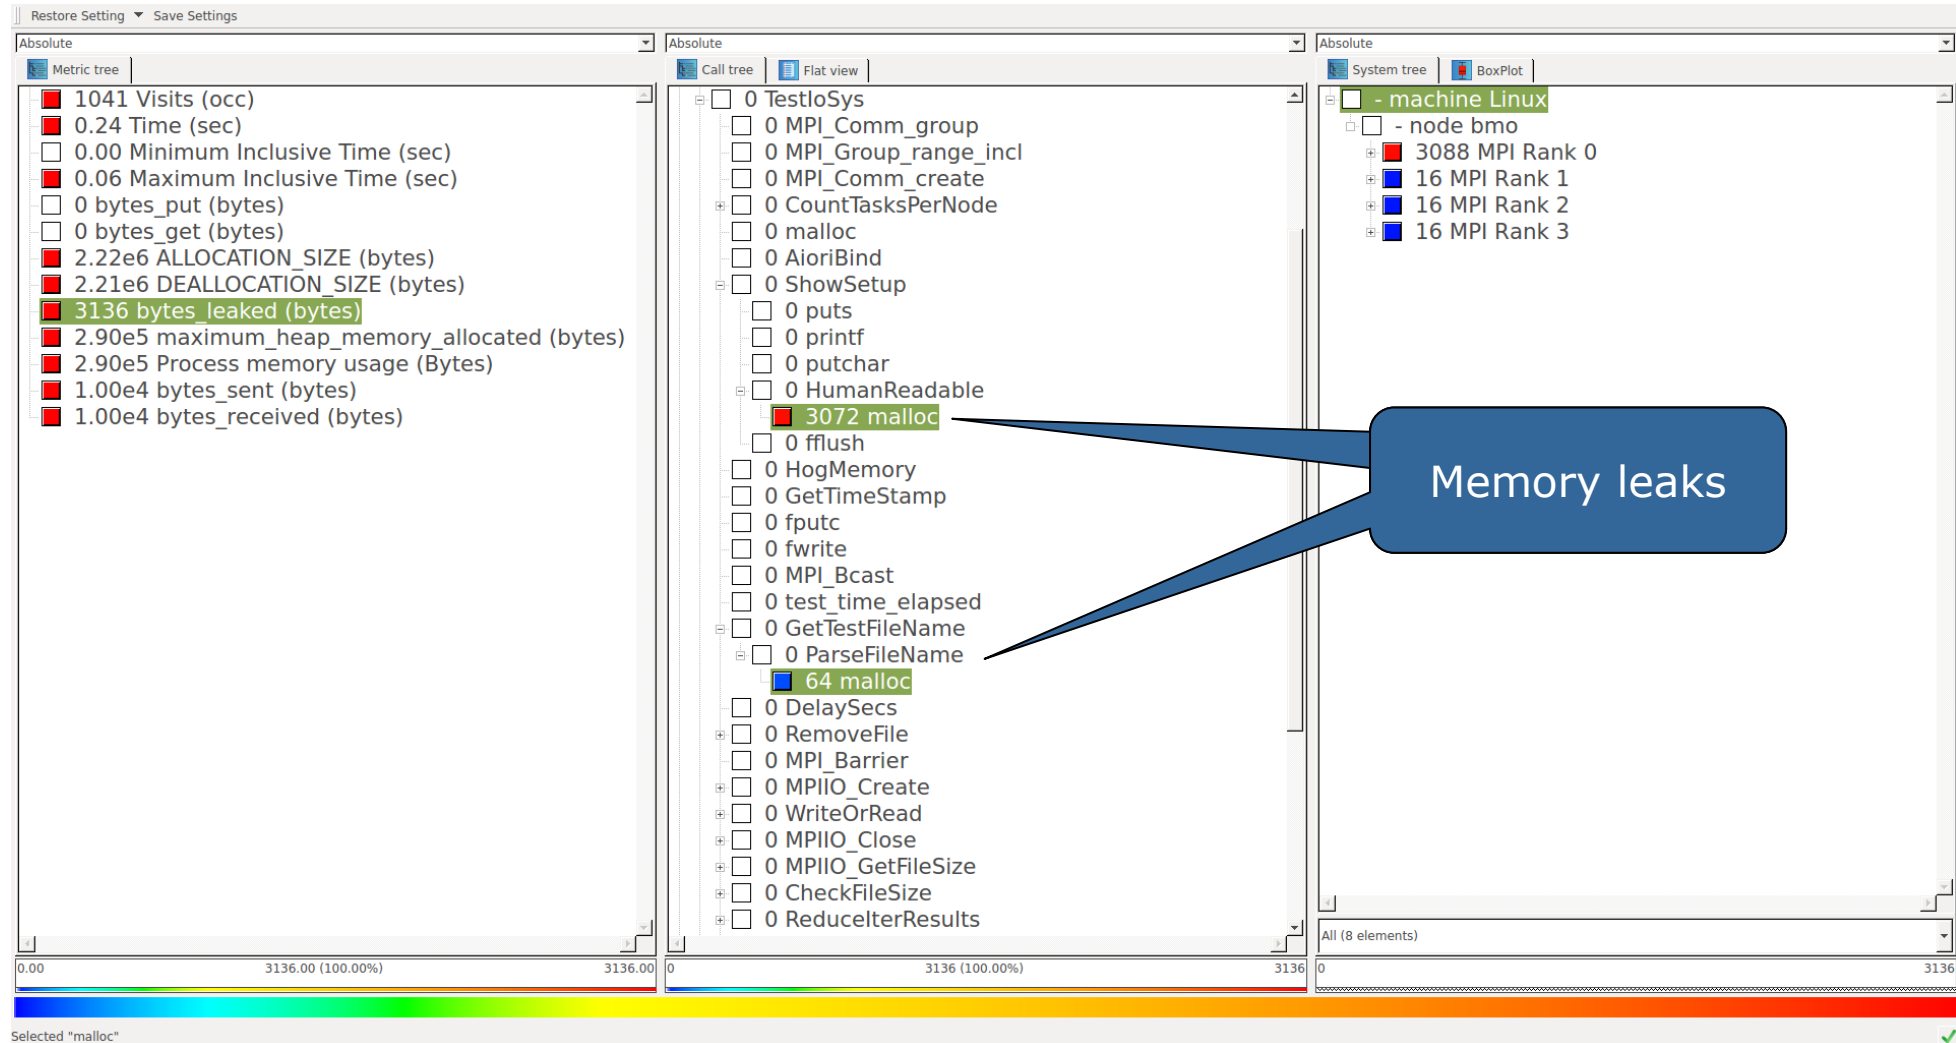 Restore Setting Save Settings
Absolute
Metric tree
1041 Visits (occ)
0.24 Time (sec)
0.00 Minimum Inclusive Time (sec)
0.06 Maximum Inclusive Time (sec)
0 bytes_put (bytes)
0 bytes_get (bytes)
2.22e6 ALLOCATION_SIZE (bytes)
2.21e6 DEALLOCATION_SIZE (bytes)
3136 bytes_leaked (bytes)
2.90e5 maximum_heap_memory_allocated (bytes)
2.90e5 Process memory usage (Bytes)
1.00e4 bytes_sent (bytes)
1.00e4 bytes_received (bytes)
0.00 3136.00 (100.00%) 3136.00
Absolute
Call tree Flat view
0 TestIoSys
0 MPI_Comm_group
0 MPI_Group_range_incl
0 MPI_Comm_create
0 CountTasksPerNode
0 malloc
0 AioriBind
0 ShowSetup
0 puts
0 printf
0 putchar
0 HumanReadable
3072 malloc
0 fflush
0 HogMemory
0 GetTimeStamp
0 fputc
0 fwrite
0 MPI_Bcast
0 test_time_elapsed
0 GetTestFileName
0 ParseFileName
64 malloc
0 DelaySecs
0 RemoveFile
0 MPI_Barrier
0 MPIIO_Create
0 WriteOrRead
0 MPIIO_Close
0 MPIIO_GetFileSize
0 CheckFileSize
0 ReduceIterResults
0 3136 (100.00%) 3136
Absolute
System tree BoxPlot
- machine Linux
- node bmo
3088 MPI Rank 0
16 MPI Rank 1
16 MPI Rank 2
16 MPI Rank 3
Memory leaks
All (8 elements)
0 3136
Selected "malloc"